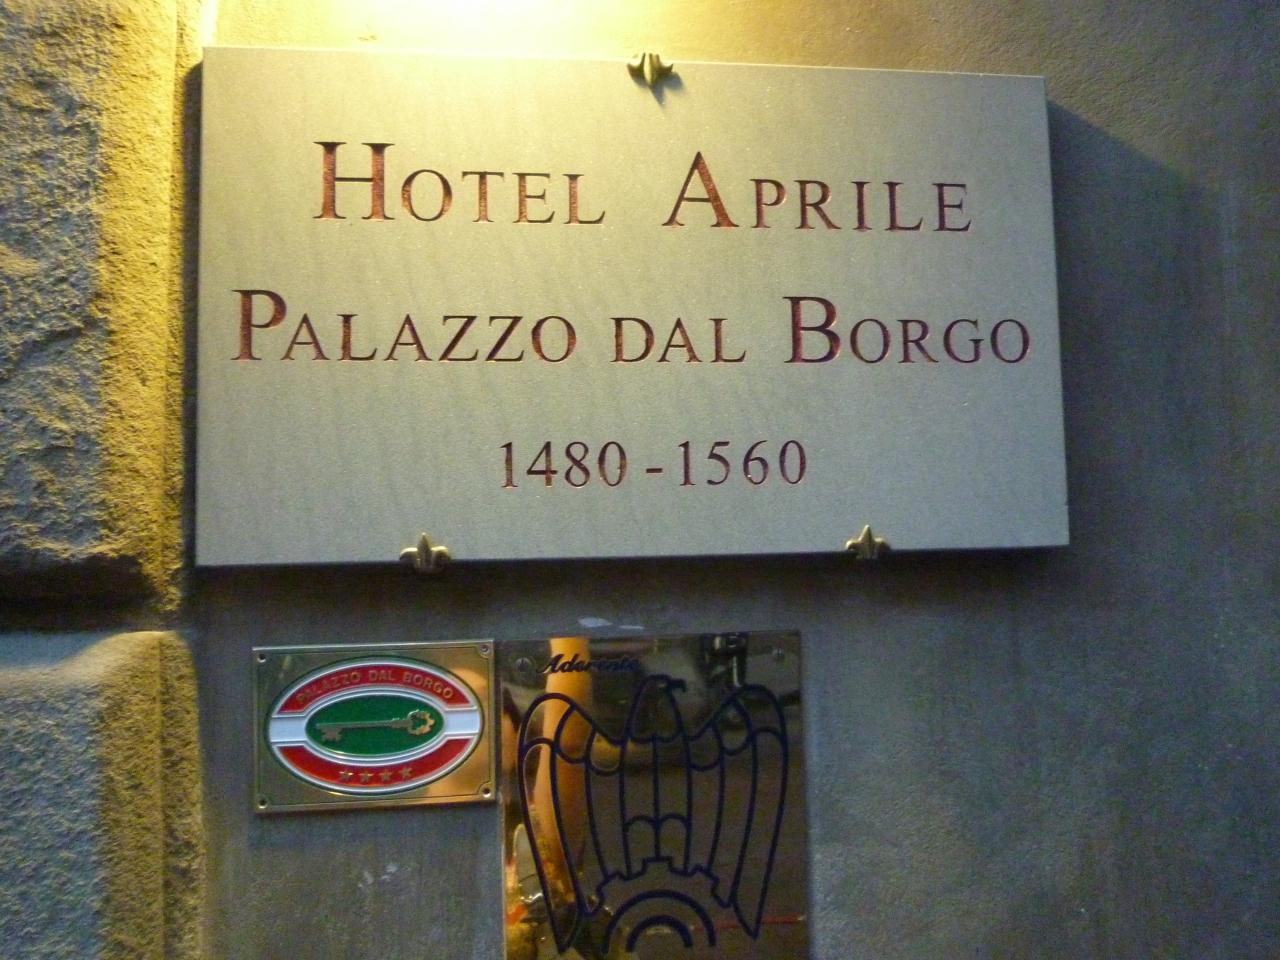 HOTEL APRILE
PALAZZO DAL BORGO
1480 - 1560
PALAZZO DAL BORGO
Aderente